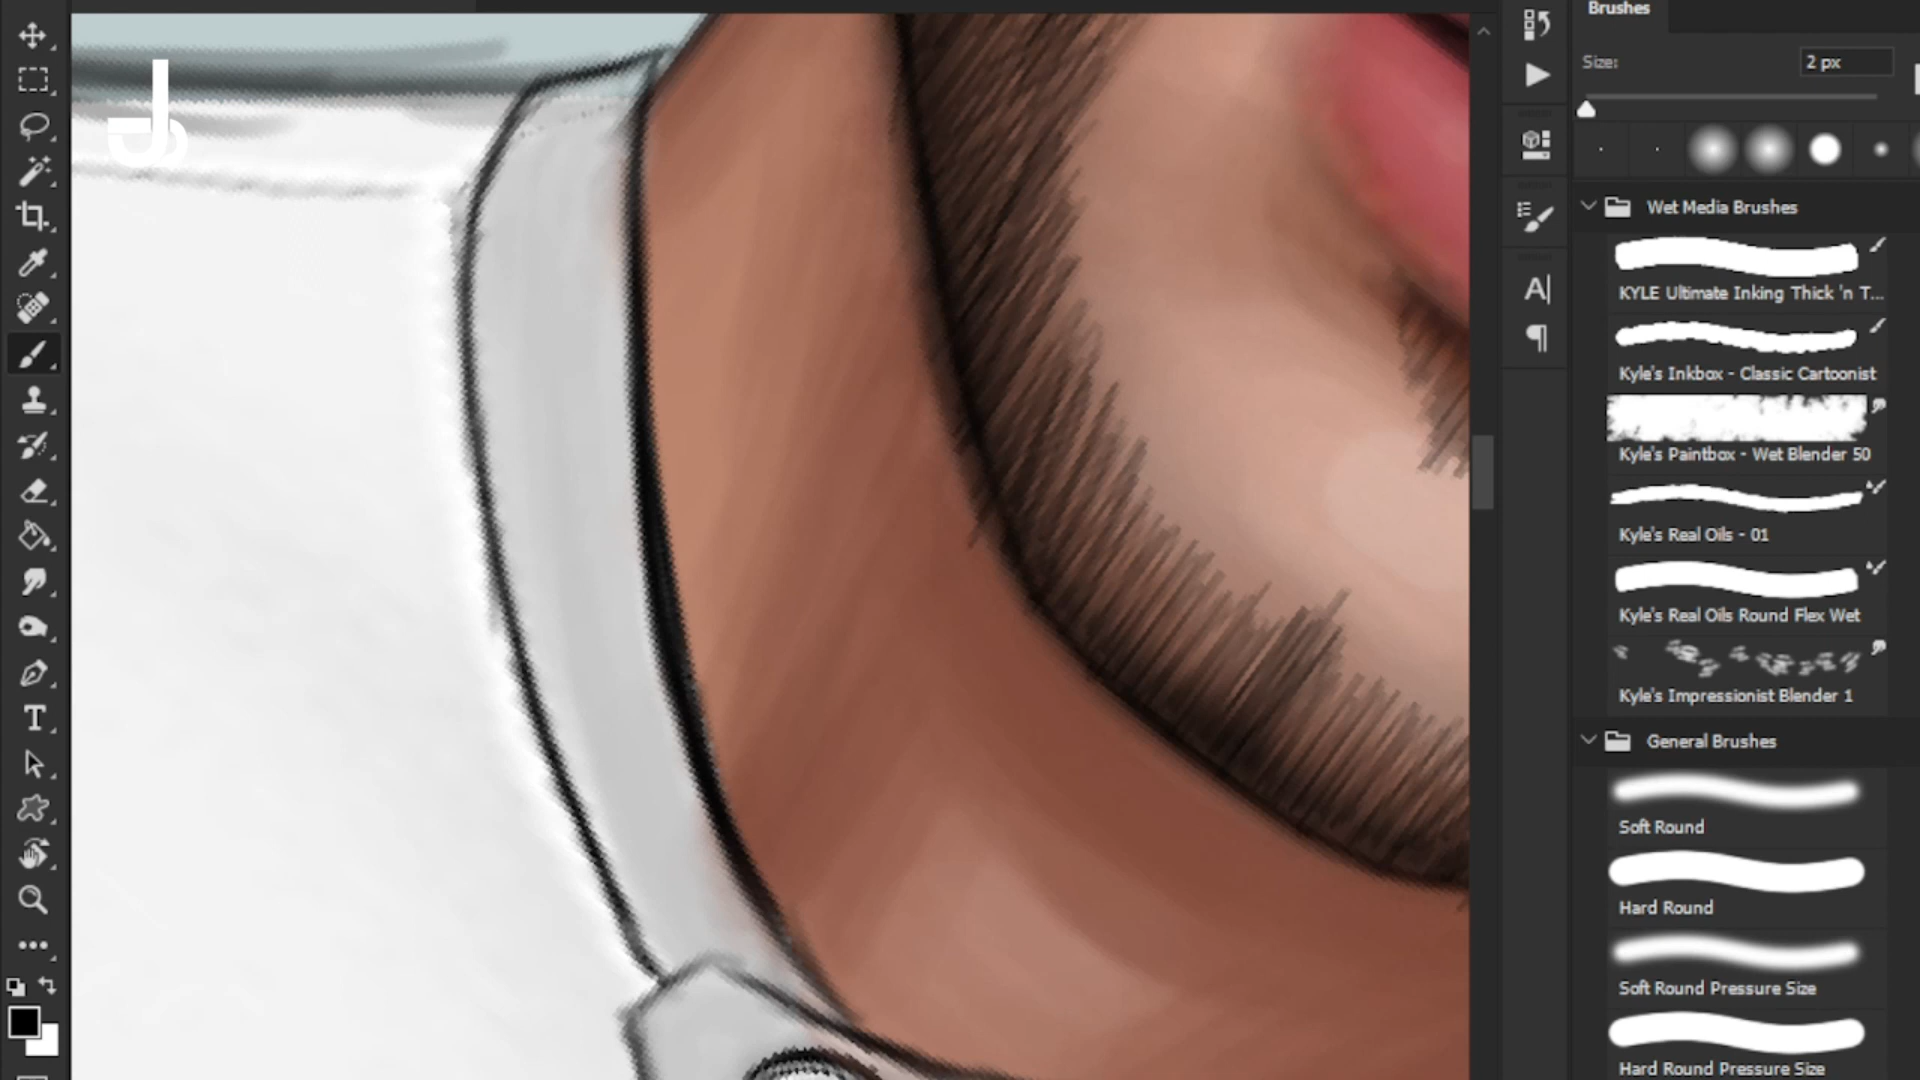 Brushes
Size:
2 px
Wet Media Brushes
KYLE Ultimate Inking Thick 'n T...
Kyle's Inkbox - Classic Cartoonist
Kyle's Paintbox - Wet Blender 50
Kyle's Real Oils - 01
Kyle's Real Oils Round Flex Wet
Kyle's Impressionist Blender 1
General Brushes
Soft Round
Hard Round
Soft Round Pressure Size
Hard Round Pressure Size